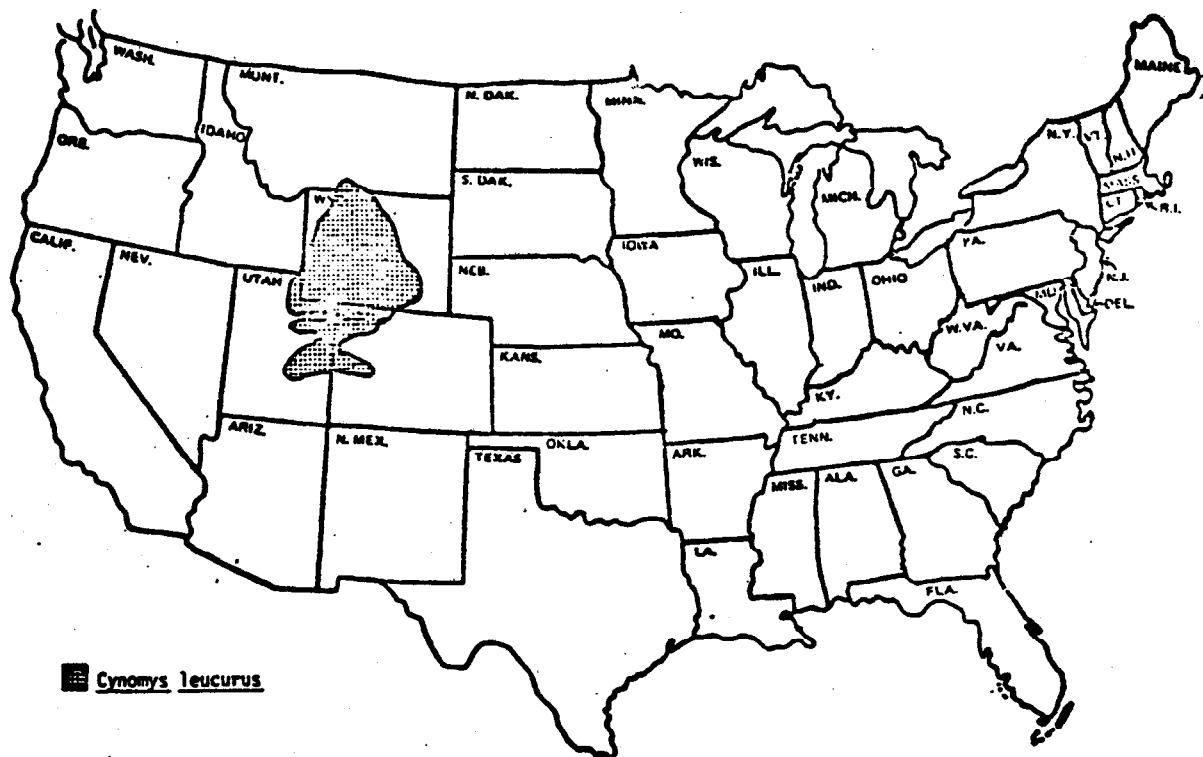 WASH.
MUNT.
N. DAK.
MINN.
MAINE
ORE.
IDAHO
S. DAK.
WIS.
MICH.
N.Y.
VT.
N.H.
MASS
CT
R.I.
CALIF.
NEV.
UTAH
NEB.
IOWA
ILL.
IND.
OHIO
PA.
N.J.
DEL.
MD.
W.VA.
VA.
KANS.
MO.
KY.
ARIZ.
N. MEX.
TEXAS
OKLA.
ARK.
TENN.
N.C.
S.C.
MISS.
ALA.
GA.
LA.
FLA.
Cynomys leucurus